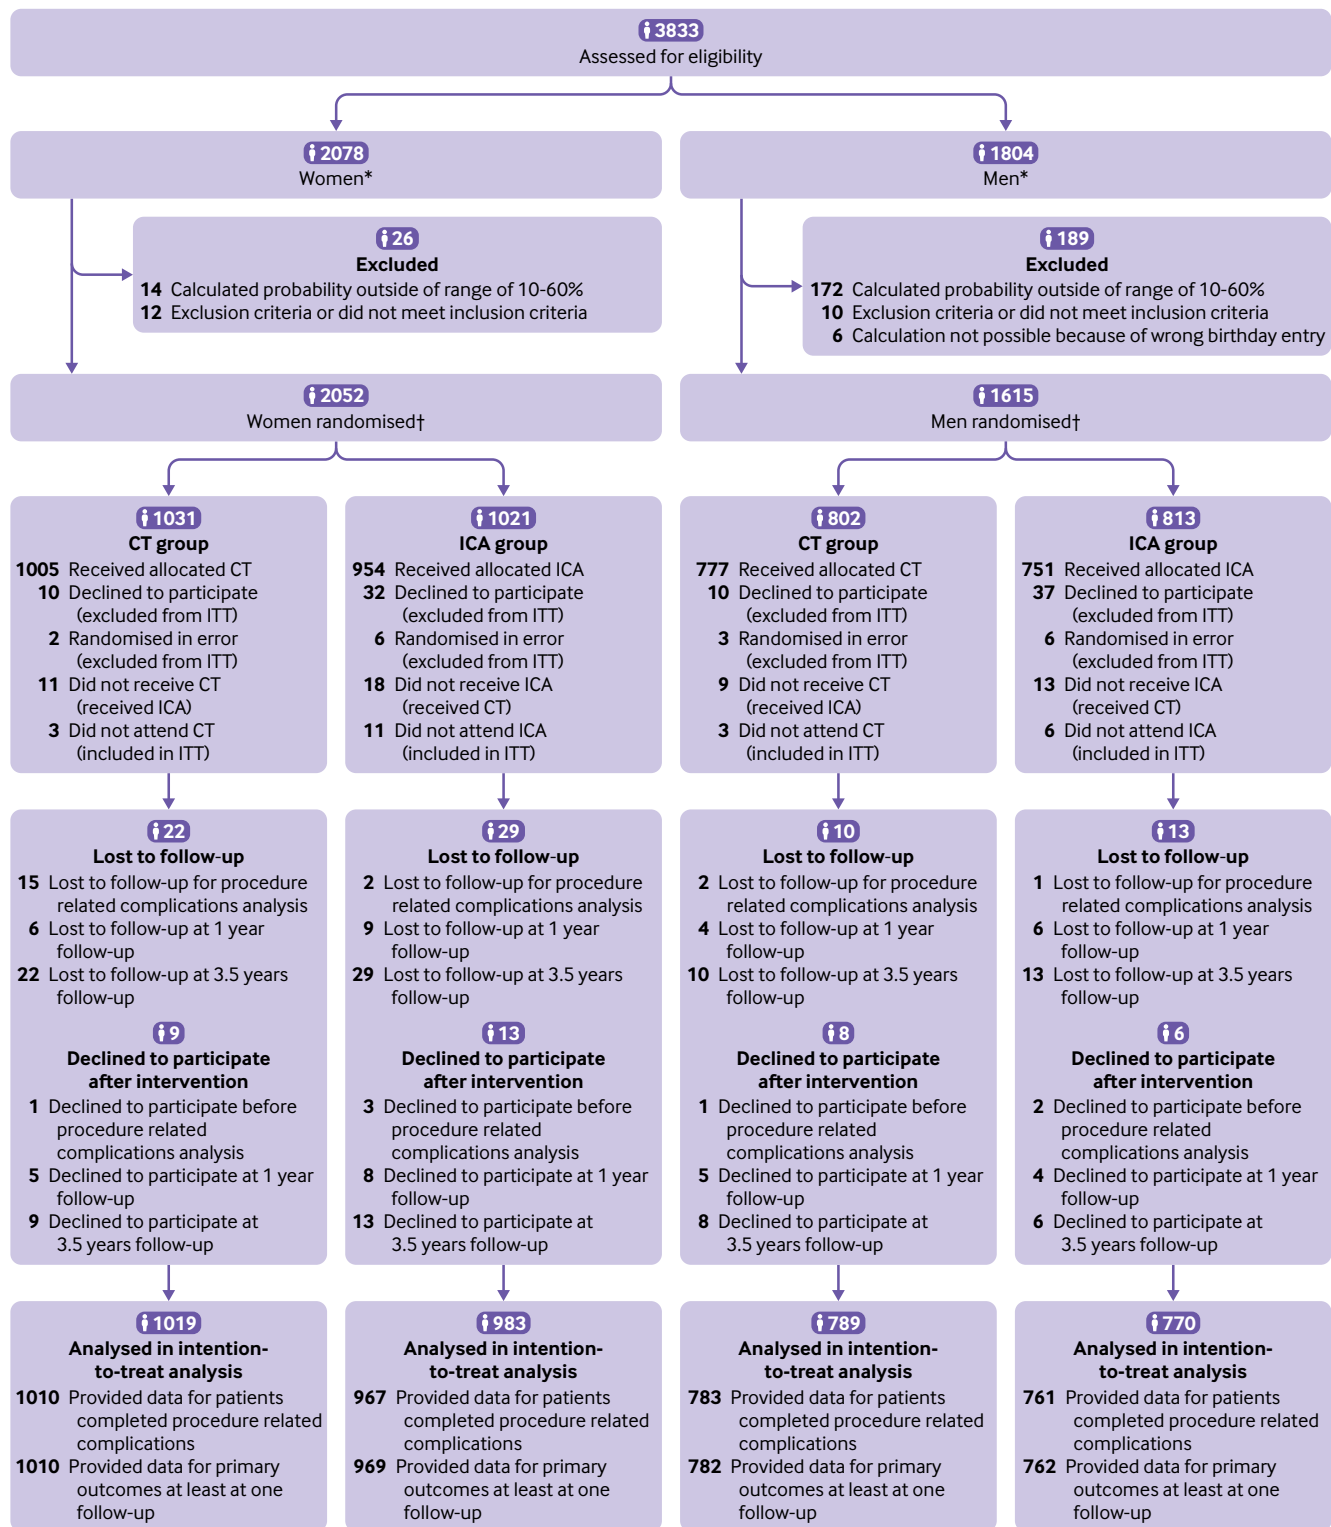 3833
Assessed for eligibility
2078
Women*
1804
Men*
26
Excluded
14 Calculated probability outside of range of 10-60%
12 Exclusion criteria or did not meet inclusion criteria
189
Excluded
172 Calculated probability outside of range of 10-60%
10 Exclusion criteria or did not meet inclusion criteria
6 Calculation not possible because of wrong birthday entry
2052
Women randomised†
1615
Men randomised†
1031
CT group
1005 Received allocated CT
10 Declined to participate
(excluded from ITT)
2 Randomised in error
(excluded from ITT)
11 Did not receive CT
(received ICA)
3 Did not attend CT
(included in ITT)
1021
ICA group
954 Received allocated ICA
32 Declined to participate
(excluded from ITT)
6 Randomised in error
(excluded from ITT)
18 Did not receive ICA
(received CT)
11 Did not attend ICA
(included in ITT)
802
CT group
777 Received allocated CT
10 Declined to participate
(excluded from ITT)
3 Randomised in error
(excluded from ITT)
9 Did not receive CT
(received ICA)
3 Did not attend CT
(included in ITT)
813
ICA group
751 Received allocated ICA
37 Declined to participate
(excluded from ITT)
6 Randomised in error
(excluded from ITT)
13 Did not receive ICA
(received CT)
6 Did not attend ICA
(included in ITT)
22
Lost to follow-up
15 Lost to follow-up for procedure
related complications analysis
6 Lost to follow-up at 1 year
follow-up
22 Lost to follow-up at 3.5 years
follow-up
9
Declined to participate
after intervention
1 Declined to participate before
procedure related
complications analysis
5 Declined to participate at 1 year
follow-up
9 Declined to participate at
3.5 years follow-up
29
Lost to follow-up
2 Lost to follow-up for procedure
related complications analysis
9 Lost to follow-up at 1 year
follow-up
29 Lost to follow-up at 3.5 years
follow-up
13
Declined to participate
after intervention
3 Declined to participate before
procedure related
complications analysis
8 Declined to participate at 1 year
follow-up
13 Declined to participate at
3.5 years follow-up
10
Lost to follow-up
2 Lost to follow-up for procedure
related complications analysis
4 Lost to follow-up at 1 year
follow-up
10 Lost to follow-up at 3.5 years
follow-up
8
Declined to participate
after intervention
1 Declined to participate before
procedure related
complications analysis
5 Declined to participate at 1 year
follow-up
8 Declined to participate at
3.5 years follow-up
13
Lost to follow-up
1 Lost to follow-up for procedure
related complications analysis
6 Lost to follow-up at 1 year
follow-up
13 Lost to follow-up at 3.5 years
follow-up
6
Declined to participate
after intervention
2 Declined to participate before
procedure related
complications analysis
4 Declined to participate at 1 year
follow-up
6 Declined to participate at
3.5 years follow-up
1019
Analysed in intention-
to-treat analysis
1010 Provided data for patients
completed procedure related
complications
1010 Provided data for primary
outcomes at least at one
follow-up
983
Analysed in intention-
to-treat analysis
967 Provided data for patients
completed procedure related
complications
969 Provided data for primary
outcomes at least at one
follow-up
789
Analysed in intention-
to-treat analysis
783 Provided data for patients
completed procedure related
complications
782 Provided data for primary
outcomes at least at one
follow-up
770
Analysed in intention-
to-treat analysis
761 Provided data for patients
completed procedure related
complications
762 Provided data for primary
outcomes at least at one
follow-up